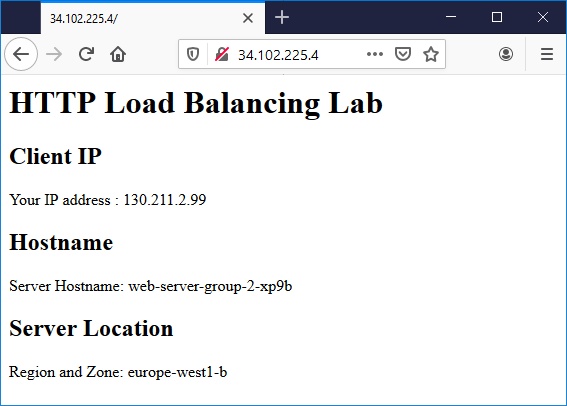 34.102.225.4/
34.102.225.4
HTTP Load Balancing Lab
Client IP
Your IP address : 130.211.2.99
Hostname
Server Hostname: web-server-group-2-xp9b
Server Location
Region and Zone: europe-west1-b